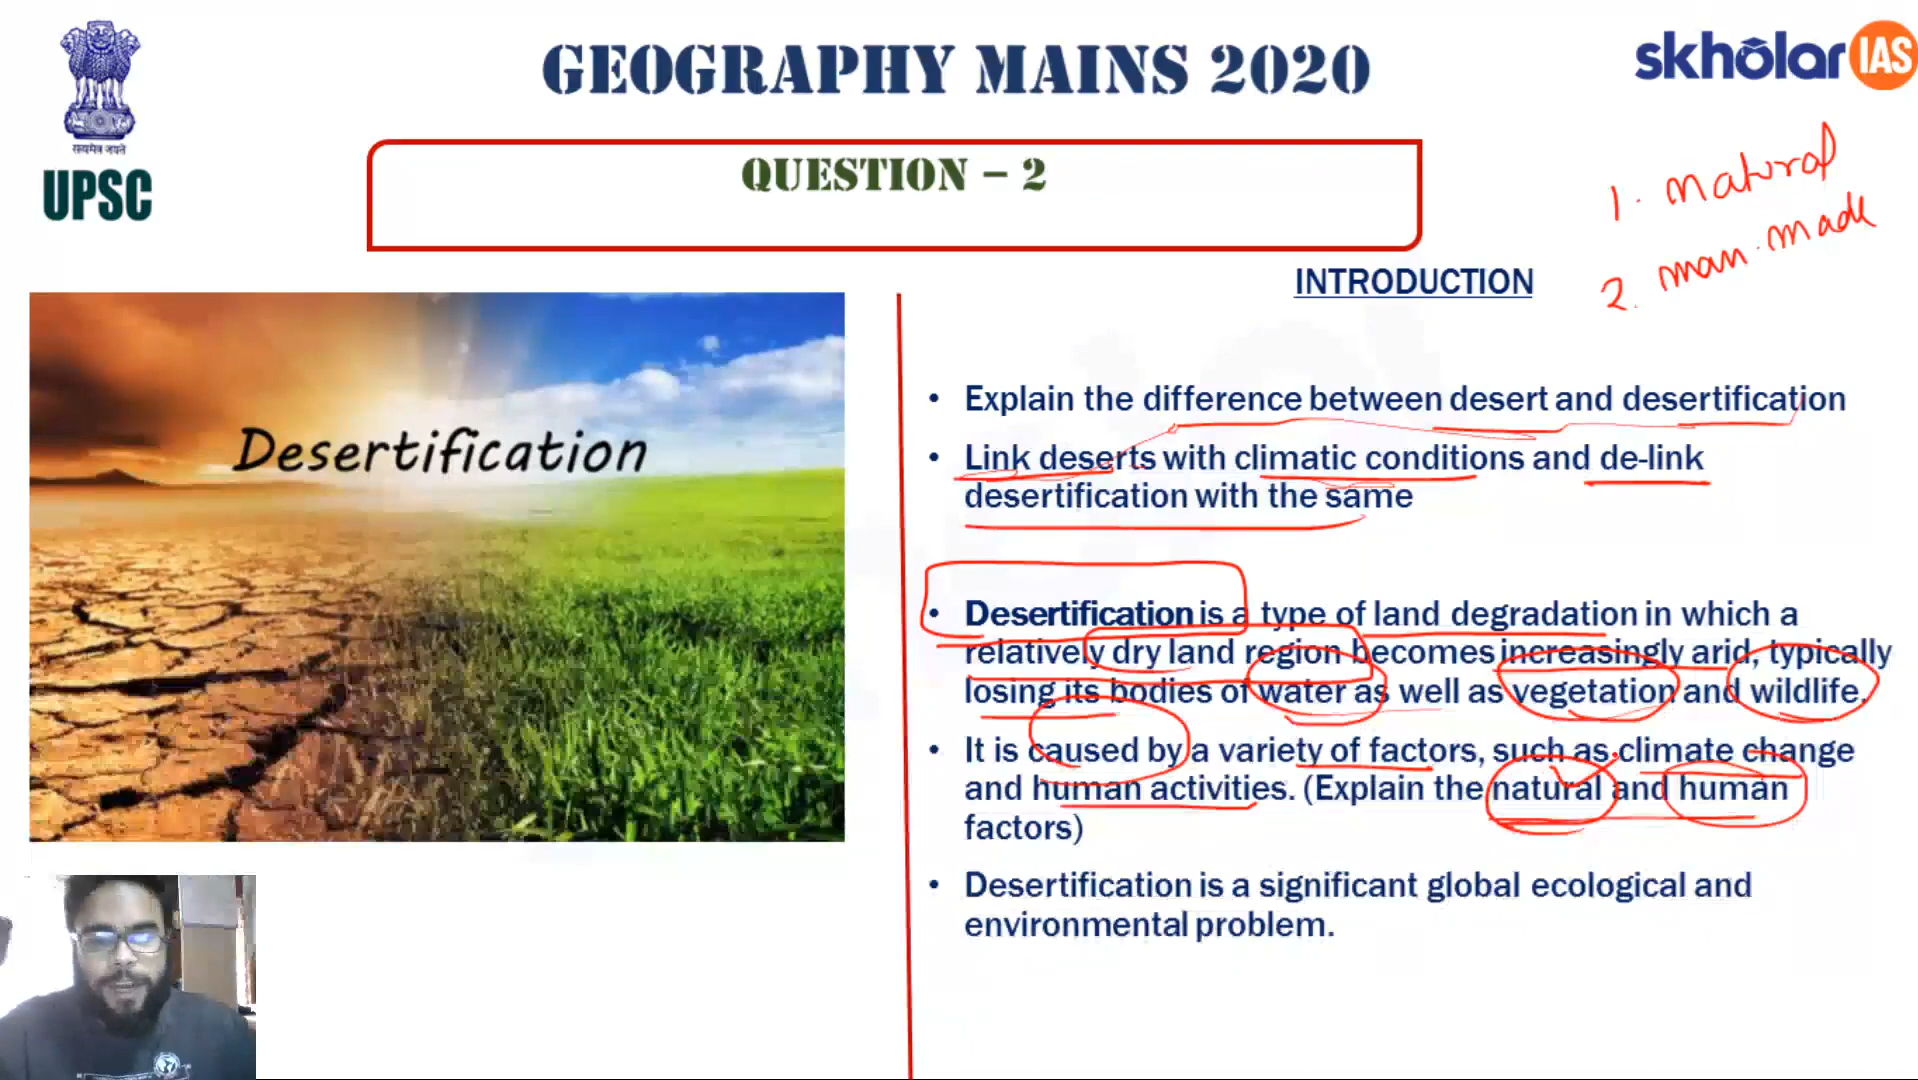 GEOGRAPHY MAINS 2020
skholar IAS
सत्यमेव जयते
UPSC
QUESTION – 2
1. Natural
2. man-made
INTRODUCTION
Desertification
• Explain the difference between desert and desertification
• Link deserts with climatic conditions and de-link
desertification with the same
• Desertification is a type of land degradation in which a
relatively dry land region becomes increasingly arid, typically
losing its bodies of water as well as vegetation and wildlife.
• It is caused by a variety of factors, such as climate change
and human activities. (Explain the natural and human
factors)
• Desertification is a significant global ecological and
environmental problem.